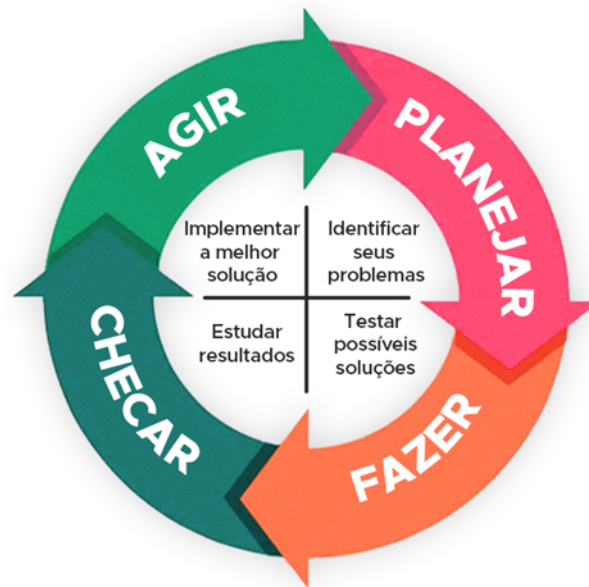 AGIR
PLANEJAR
Implementar
a melhor
solução
Identificar
seus
problemas
Estudar
resultados
Testar
possíveis
soluções
CHECAR
FAZER